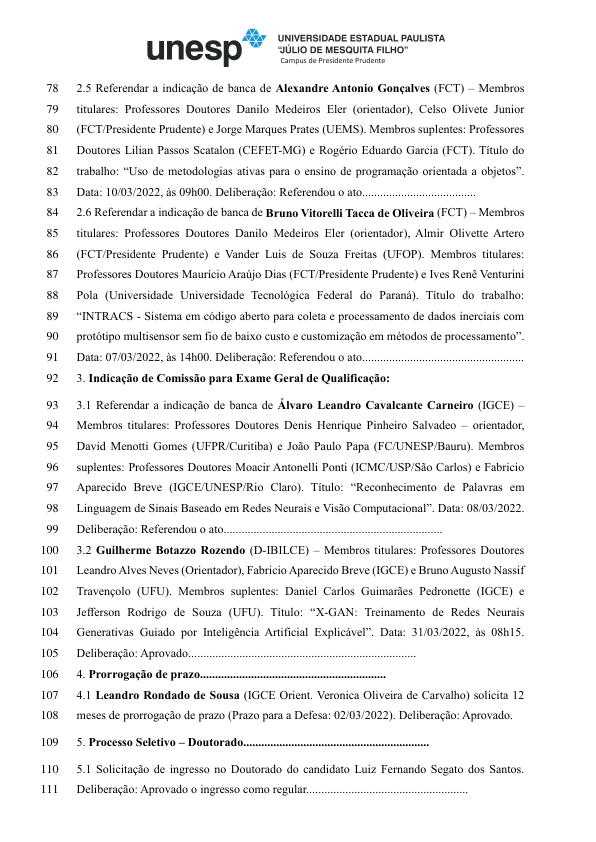 unesp
UNIVERSIDADE ESTADUAL PAULISTA
"JÚLIO DE MESQUITA FILHO"
Campus de Presidente Prudente
78 2.5 Referendar a indicação de banca de Alexandre Antonio Gonçalves (FCT) – Membros
79 titulares: Professores Doutores Danilo Medeiros Eler (orientador), Celso Olivete Junior
80 (FCT/Presidente Prudente) e Jorge Marques Prates (UEMS). Membros suplentes: Professores
81 Doutores Lilian Passos Scatalon (CEFET-MG) e Rogério Eduardo Garcia (FCT). Título do
82 trabalho: “Uso de metodologias ativas para o ensino de programação orientada a objetos”.
83 Data: 10/03/2022, às 09h00. Deliberação: Referendou o ato......................................
84 2.6 Referendar a indicação de banca de Bruno Vitorelli Tacca de Oliveira (FCT) – Membros
85 titulares: Professores Doutores Danilo Medeiros Eler (orientador), Almir Olivette Artero
86 (FCT/Presidente Prudente) e Vander Luis de Souza Freitas (UFOP). Membros titulares:
87 Professores Doutores Maurício Araújo Dias (FCT/Presidente Prudente) e Ives Renê Venturini
88 Pola (Universidade Universidade Tecnológica Federal do Paraná). Título do trabalho:
89 “INTRACS - Sistema em código aberto para coleta e processamento de dados inerciais com
90 protótipo multisensor sem fio de baixo custo e customização em métodos de processamento”.
91 Data: 07/03/2022, às 14h00. Deliberação: Referendou o ato......................................................
92 3. Indicação de Comissão para Exame Geral de Qualificação:
93 3.1 Referendar a indicação de banca de Álvaro Leandro Cavalcante Carneiro (IGCE) –
94 Membros titulares: Professores Doutores Denis Henrique Pinheiro Salvadeo – orientador,
95 David Menotti Gomes (UFPR/Curitiba) e João Paulo Papa (FC/UNESP/Bauru). Membros
96 suplentes: Professores Doutores Moacir Antonelli Ponti (ICMC/USP/São Carlos) e Fabricio
97 Aparecido Breve (IGCE/UNESP/Rio Claro). Título: “Reconhecimento de Palavras em
98 Linguagem de Sinais Baseado em Redes Neurais e Visão Computacional”. Data: 08/03/2022.
99 Deliberação: Referendou o ato.........................................................................
100 3.2 Guilherme Botazzo Rozendo (D-IBILCE) – Membros titulares: Professores Doutores
101 Leandro Alves Neves (Orientador), Fabricio Aparecido Breve (IGCE) e Bruno Augusto Nassif
102 Travençolo (UFU). Membros suplentes: Daniel Carlos Guimarães Pedronette (IGCE) e
103 Jefferson Rodrigo de Souza (UFU). Título: “X-GAN: Treinamento de Redes Neurais
104 Generativas Guiado por Inteligência Artificial Explicável”. Data: 31/03/2022, às 08h15.
105 Deliberação: Aprovado............................................................................
106 4. Prorrogação de prazo..............................................................
107 4.1 Leandro Rondado de Sousa (IGCE Orient. Veronica Oliveira de Carvalho) solicita 12
108 meses de prorrogação de prazo (Prazo para a Defesa: 02/03/2022). Deliberação: Aprovado.
109 5. Processo Seletivo – Doutorado..............................................................
110 5.1 Solicitação de ingresso no Doutorado do candidato Luiz Fernando Segato dos Santos.
111 Deliberação: Aprovado o ingresso como regular......................................................